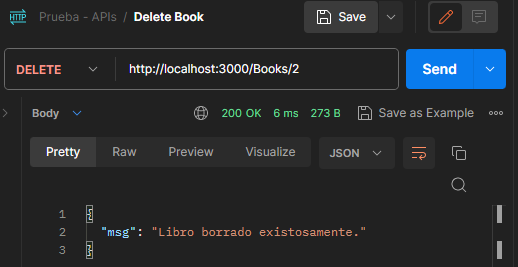 HTTP Prueba - APIs / Delete Book Save
DELETE http://localhost:3000/Books/2 Send
Body 200 OK 6 ms 273 B Save as Example
Pretty Raw Preview Visualize JSON
1 {
2 "msg": "Libro borrado existosamente."
3 }